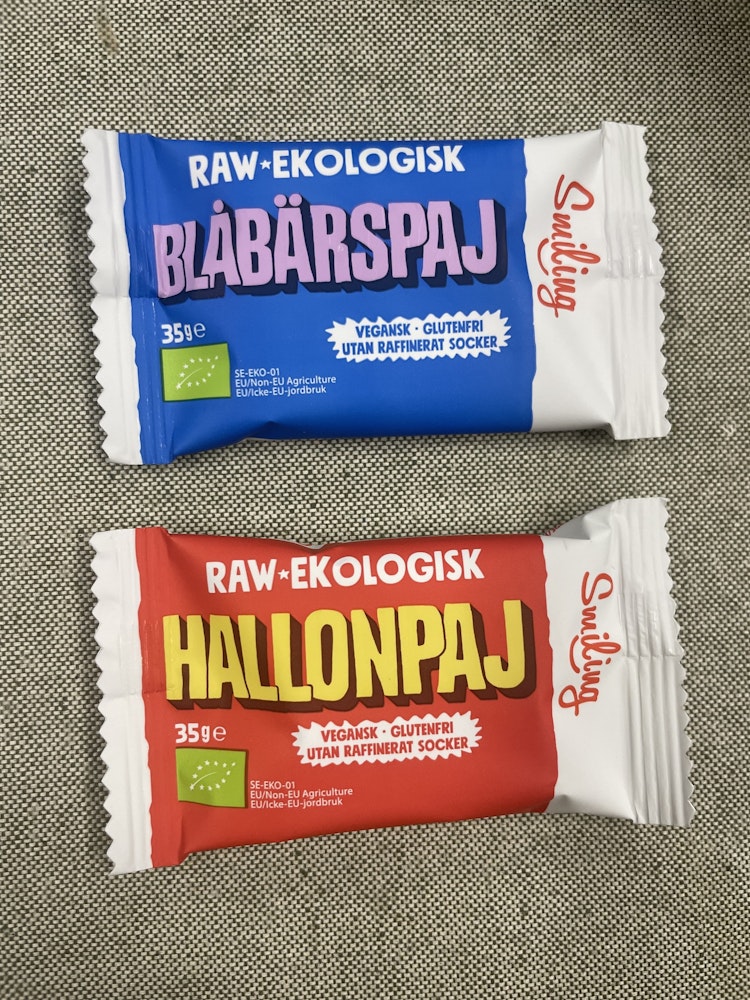 RAW★EKOLOGISK
BLÅBÄRSPAJ
Smiling
35g℮
VEGANSK · GLUTENFRI
UTAN RAFFINERAT SOCKER
SE-EKO-01
EU/Non-EU Agriculture
EU/Icke-EU-jordbruk
RAW★EKOLOGISK
HALLONPAJ
Smiling
35g℮
VEGANSK · GLUTENFRI
UTAN RAFFINERAT SOCKER
SE-EKO-01
EU/Non-EU Agriculture
EU/Icke-EU-jordbruk